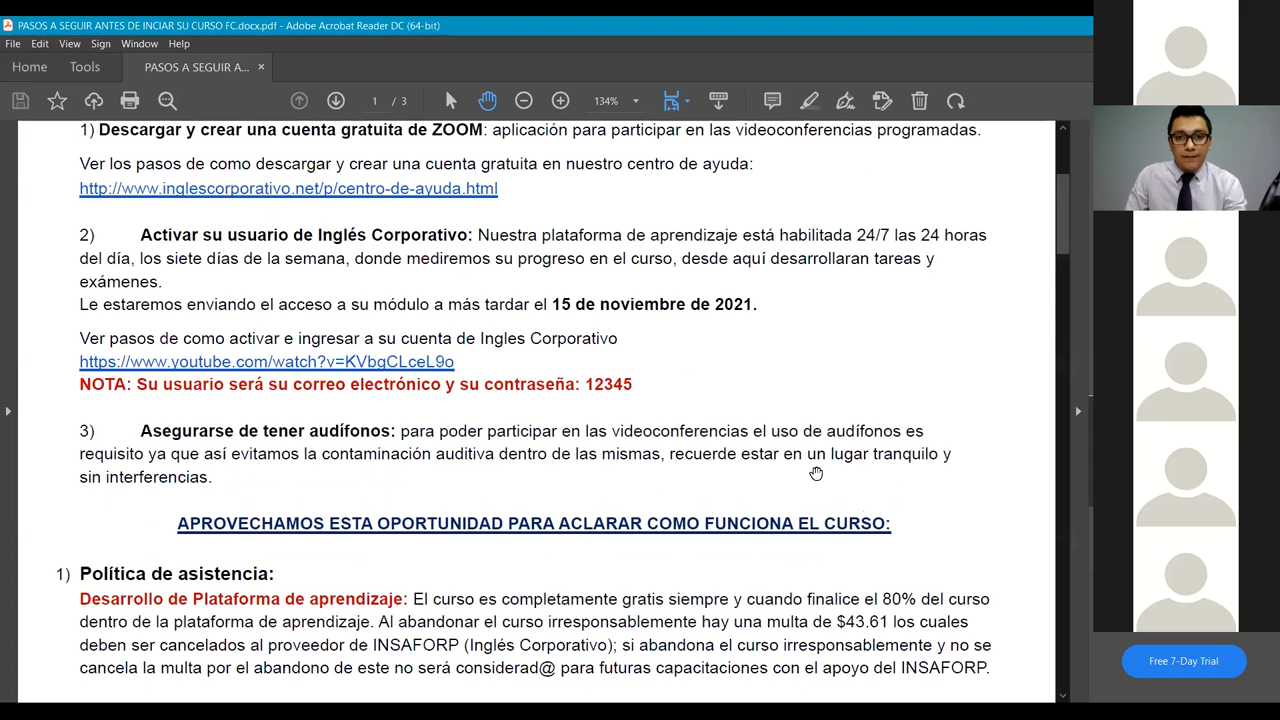 PASOS A SEGUIR ANTES DE INCIAR SU CURSO FC.docx.pdf - Adobe Acrobat Reader DC (64-bit)
File Edit View Sign Window Help
Home Tools PASOS A SEGUIR A... ×
1 / 3 134%
1) Descargar y crear una cuenta gratuita de ZOOM: aplicación para participar en las videoconferencias programadas.
Ver los pasos de como descargar y crear una cuenta gratuita en nuestro centro de ayuda:
http://www.inglescorporativo.net/p/centro-de-ayuda.html
2) Activar su usuario de Inglés Corporativo: Nuestra plataforma de aprendizaje está habilitada 24/7 las 24 horas
del día, los siete días de la semana, donde mediremos su progreso en el curso, desde aquí desarrollaran tareas y
exámenes.
Le estaremos enviando el acceso a su módulo a más tardar el 15 de noviembre de 2021.
Ver pasos de como activar e ingresar a su cuenta de Ingles Corporativo
https://www.youtube.com/watch?v=KVbgCLceL9o
NOTA: Su usuario será su correo electrónico y su contraseña: 12345
3) Asegurarse de tener audífonos: para poder participar en las videoconferencias el uso de audífonos es
requisito ya que así evitamos la contaminación auditiva dentro de las mismas, recuerde estar en un lugar tranquilo y
sin interferencias.
APROVECHAMOS ESTA OPORTUNIDAD PARA ACLARAR COMO FUNCIONA EL CURSO:
1) Política de asistencia:
Desarrollo de Plataforma de aprendizaje: El curso es completamente gratis siempre y cuando finalice el 80% del curso
dentro de la plataforma de aprendizaje. Al abandonar el curso irresponsablemente hay una multa de $43.61 los cuales
deben ser cancelados al proveedor de INSAFORP (Inglés Corporativo); si abandona el curso irresponsablemente y no se
cancela la multa por el abandono de este no será considerad@ para futuras capacitaciones con el apoyo del INSAFORP.
Free 7-Day Trial